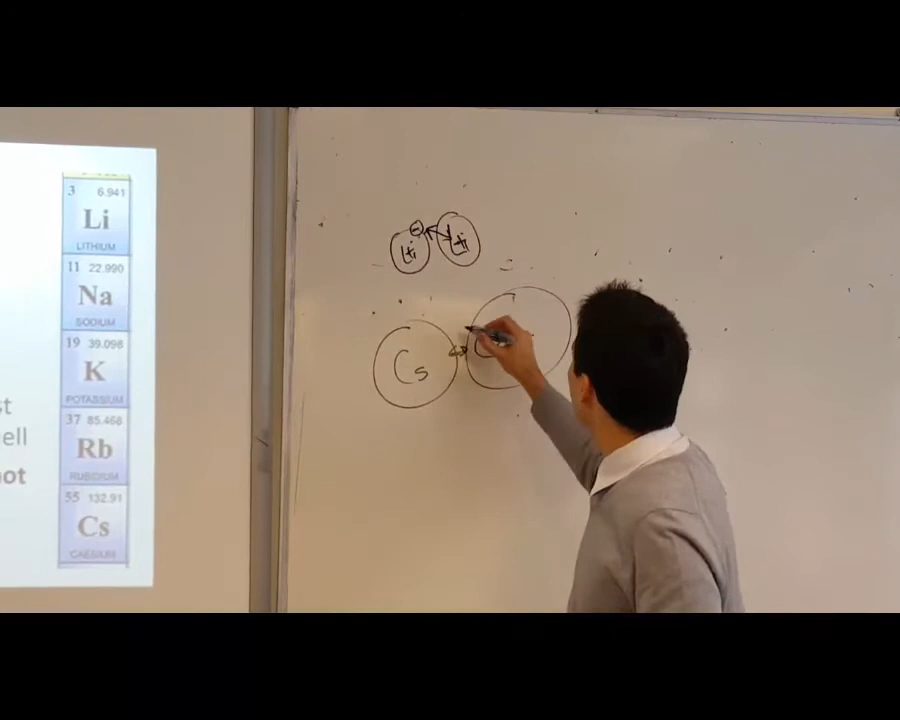 3 6.941
Li
LITHIUM
11 22.990
Na
SODIUM
19 39.098
K
POTASSIUM
37 85.468
Rb
RUBIDIUM
55 132.91
Cs
CAESIUM
st
ell
not
Li Li
Cs C